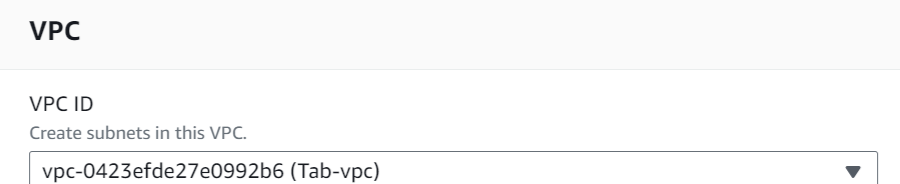 VPC
VPC ID
Create subnets in this VPC.
vpc-0423efde27e0992b6 (Tab-vpc)